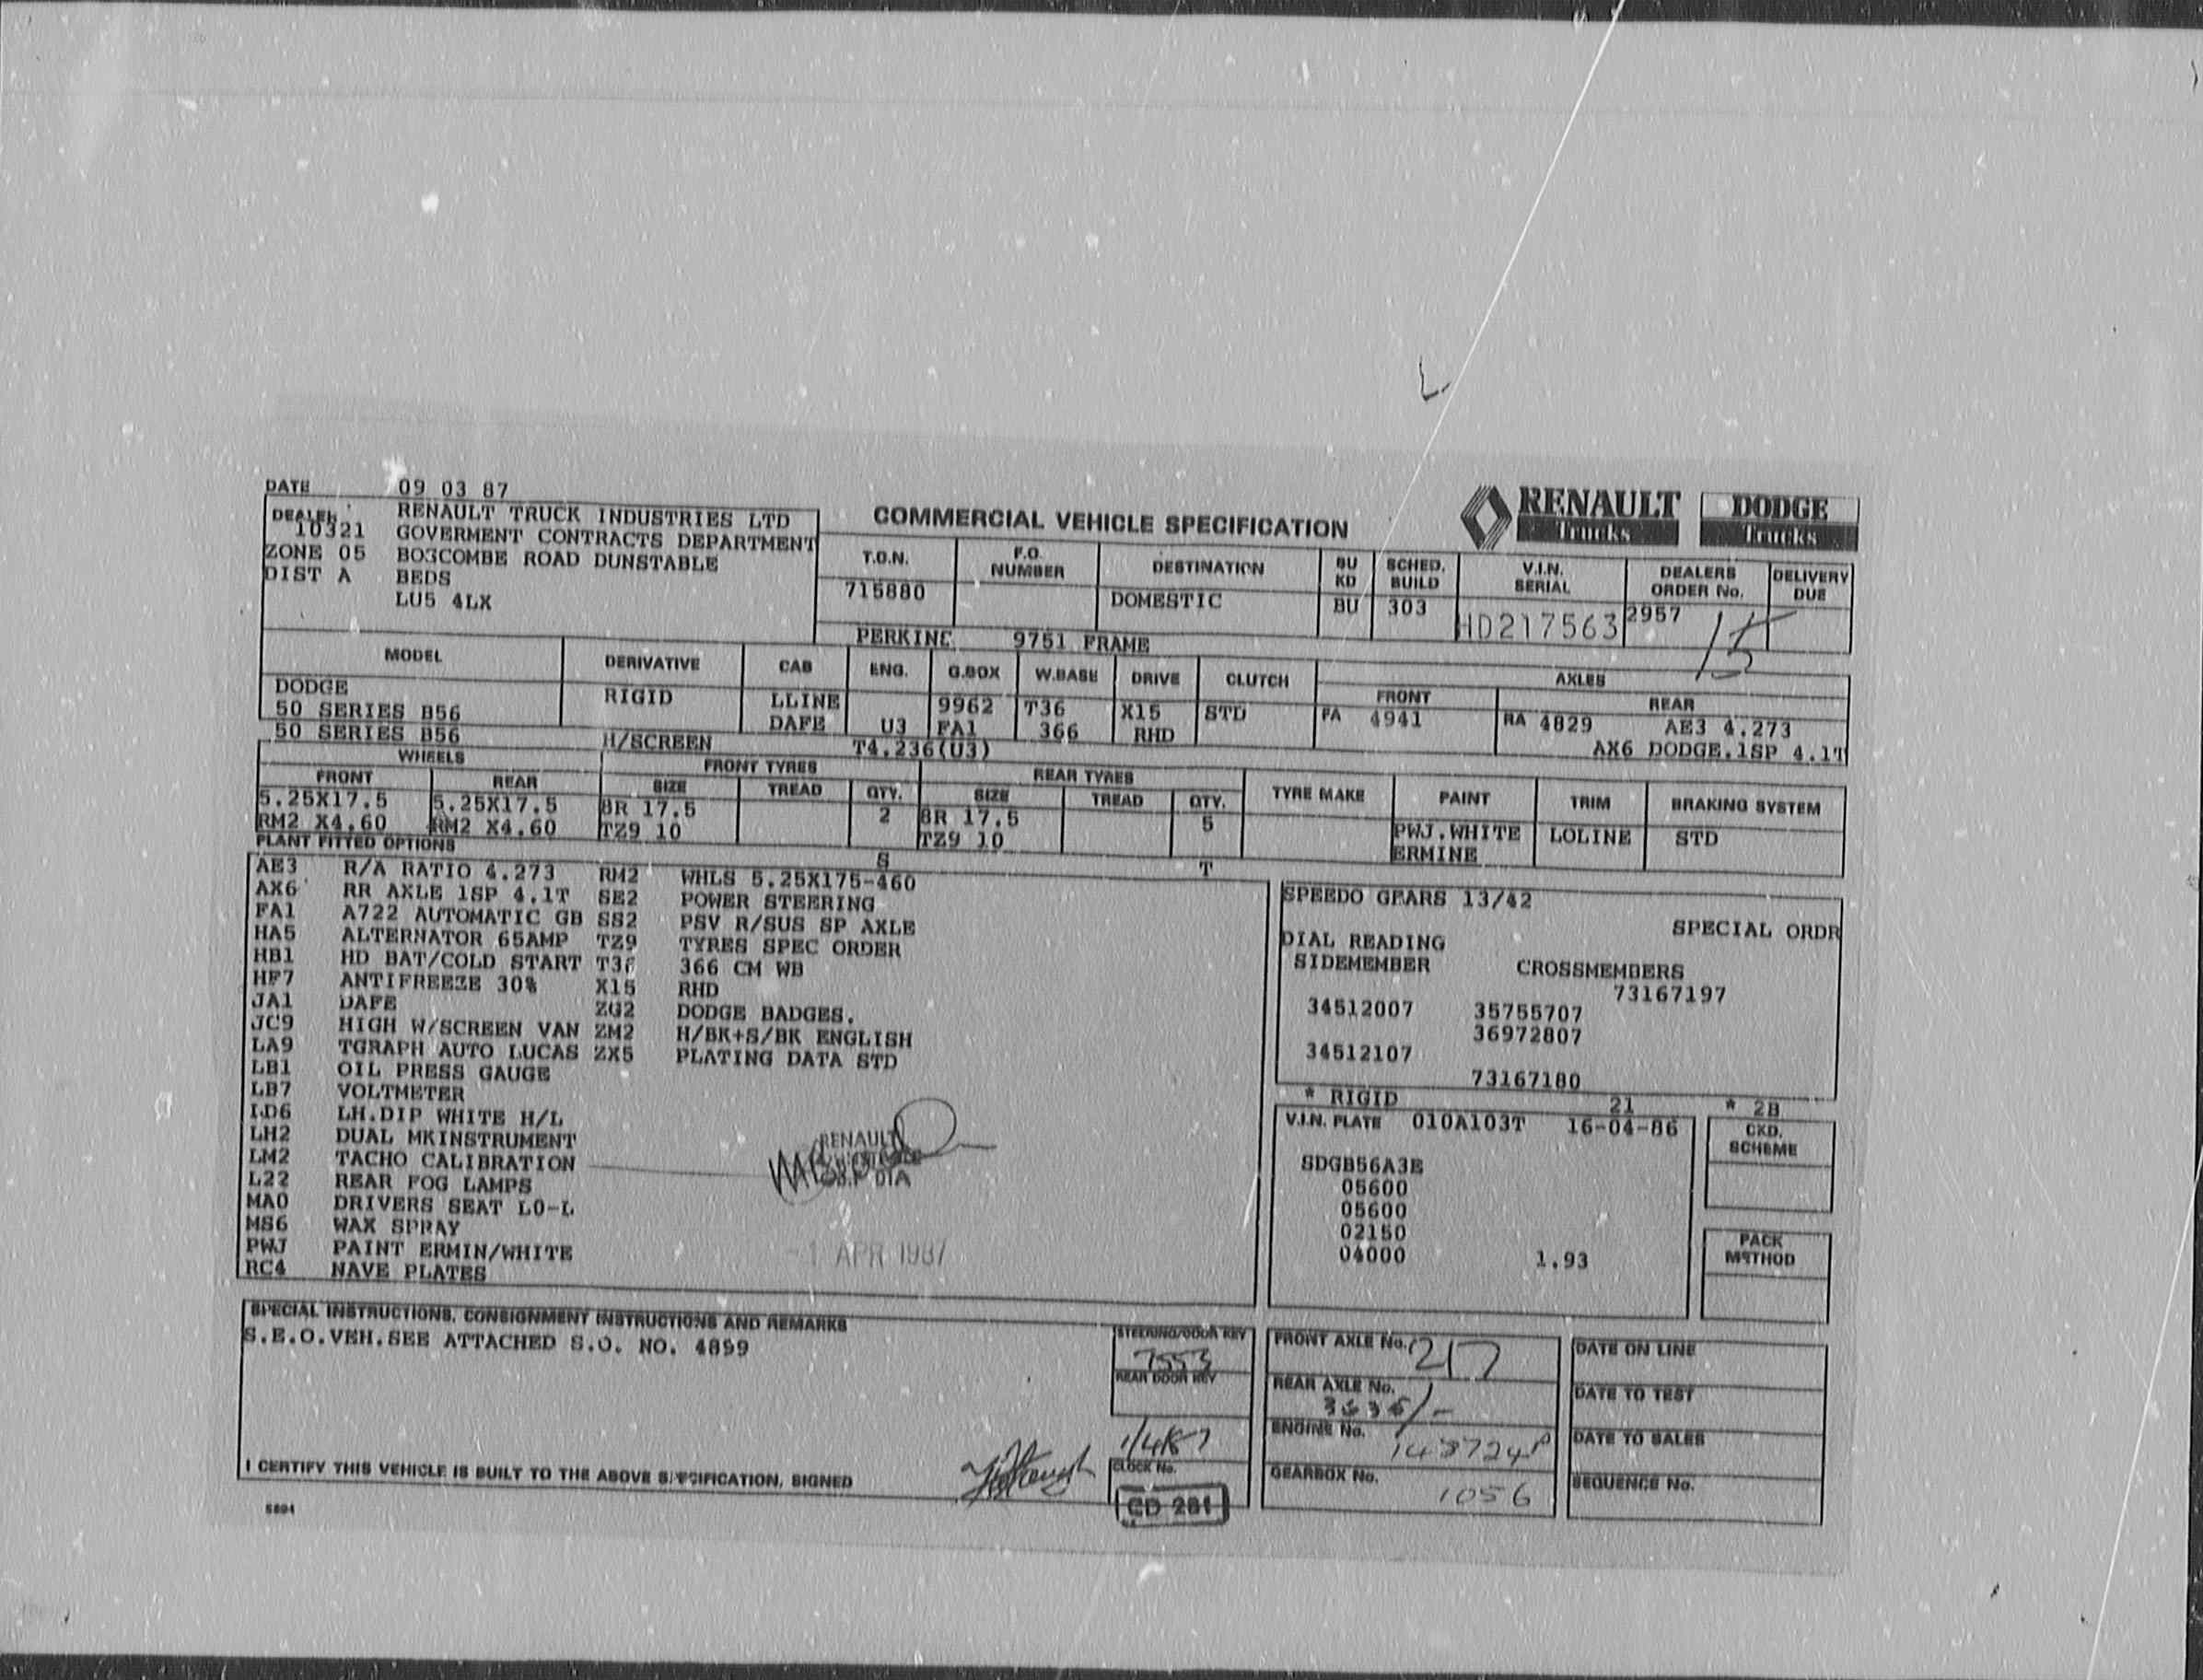 DATE 09 03 87
DEALER RENAULT TRUCK INDUSTRIES LTD
10321 GOVERMENT CONTRACTS DEPARTMENT
ZONE 05 BOSCOMBE ROAD DUNSTABLE
DIST A BEDS
LU5 4LX
COMMERCIAL VEHICLE SPECIFICATION
RENAULT Trucks
DODGE Trucks
T.O.N. F.O. NUMBER DESTINATION BU KD SCHED. BUILD V.I.N. SERIAL DEALERS ORDER No. DELIVERY DUE
715880 DOMESTIC BU 303 HD217563 2957 15
PERKINE 9751 FRAME
MODEL DERIVATIVE CAB ENG. G.BOX W.BASE DRIVE CLUTCH AXLES
FRONT REAR
DODGE RIGID LLINE 9962 T36 X15 STD FA 4941 RA 4829 AE3 4.273
50 SERIES B56 DAFE U3 FA1 366 RHD AX6 DODGE.1SP 4.1T
50 SERIES B56 H/SCREEN T4.236(U3)
WHEELS FRONT TYRES REAR TYRES
FRONT REAR SIZE TREAD QTY. SIZE TREAD QTY. TYRE MAKE PAINT TRIM BRAKING SYSTEM
5.25X17.5 5.25X17.5 8R 17.5 2 8R 17.5 5 PWJ.WHITE LOLINE STD
RM2 X4.60 RM2 X4.60 TZ9 10 TZ9 10 ERMINE
PLANT FITTED OPTIONS S T
AE3 R/A RATIO 4.273 RM2 WHLS 5.25X175-460
AX6 RR AXLE 1SP 4.1T SE2 POWER STEERING
FA1 A722 AUTOMATIC GB SS2 PSV R/SUS SP AXLE
HA5 ALTERNATOR 65AMP TZ9 TYRES SPEC ORDER
HB1 HD BAT/COLD START T36 366 CM WB
HF7 ANTIFREEZE 30% X15 RHD
JA1 DAFE ZG2 DODGE BADGES.
JC9 HIGH W/SCREEN VAN ZM2 H/BK+S/BK ENGLISH
LA9 TGRAPH AUTO LUCAS ZX5 PLATING DATA STD
LB1 OIL PRESS GAUGE
LB7 VOLTMETER
LD6 LH.DIP WHITE H/L
LH2 DUAL MKINSTRUMENT
LM2 TACHO CALIBRATION
L22 REAR FOG LAMPS
MA0 DRIVERS SEAT LO-L
MS6 WAX SPRAY
PWJ PAINT ERMIN/WHITE
RC4 NAVE PLATES
RENAULT
-1 APR 1987
SPEEDO GEARS 13/42
SPECIAL ORDR
DIAL READING
SIDEMEMBER CROSSMEMBERS
73167197
34512007 35755707
36972807
34512107
73167180
* RIGID 21 * 2B
V.I.N. PLATE 010A103T 16-04-86
SDGB56A3E
05600
05600
02150
04000 1.93
CKD. SCHEME
PACK METHOD
SPECIAL INSTRUCTIONS, CONSIGNMENT INSTRUCTIONS AND REMARKS
S.E.O.VEH.SEE ATTACHED S.O. NO. 4899
I CERTIFY THIS VEHICLE IS BUILT TO THE ABOVE SPECIFICATION, SIGNED
STEERING/DOOR KEY
7553
REAR DOOR KEY
1/4/87
CLOCK No.
CD 281
FRONT AXLE No. 217
REAR AXLE No.
ENGINE No.
GEARBOX No.
1056
DATE ON LINE
DATE TO TEST
DATE TO SALES
SEQUENCE No.
5894